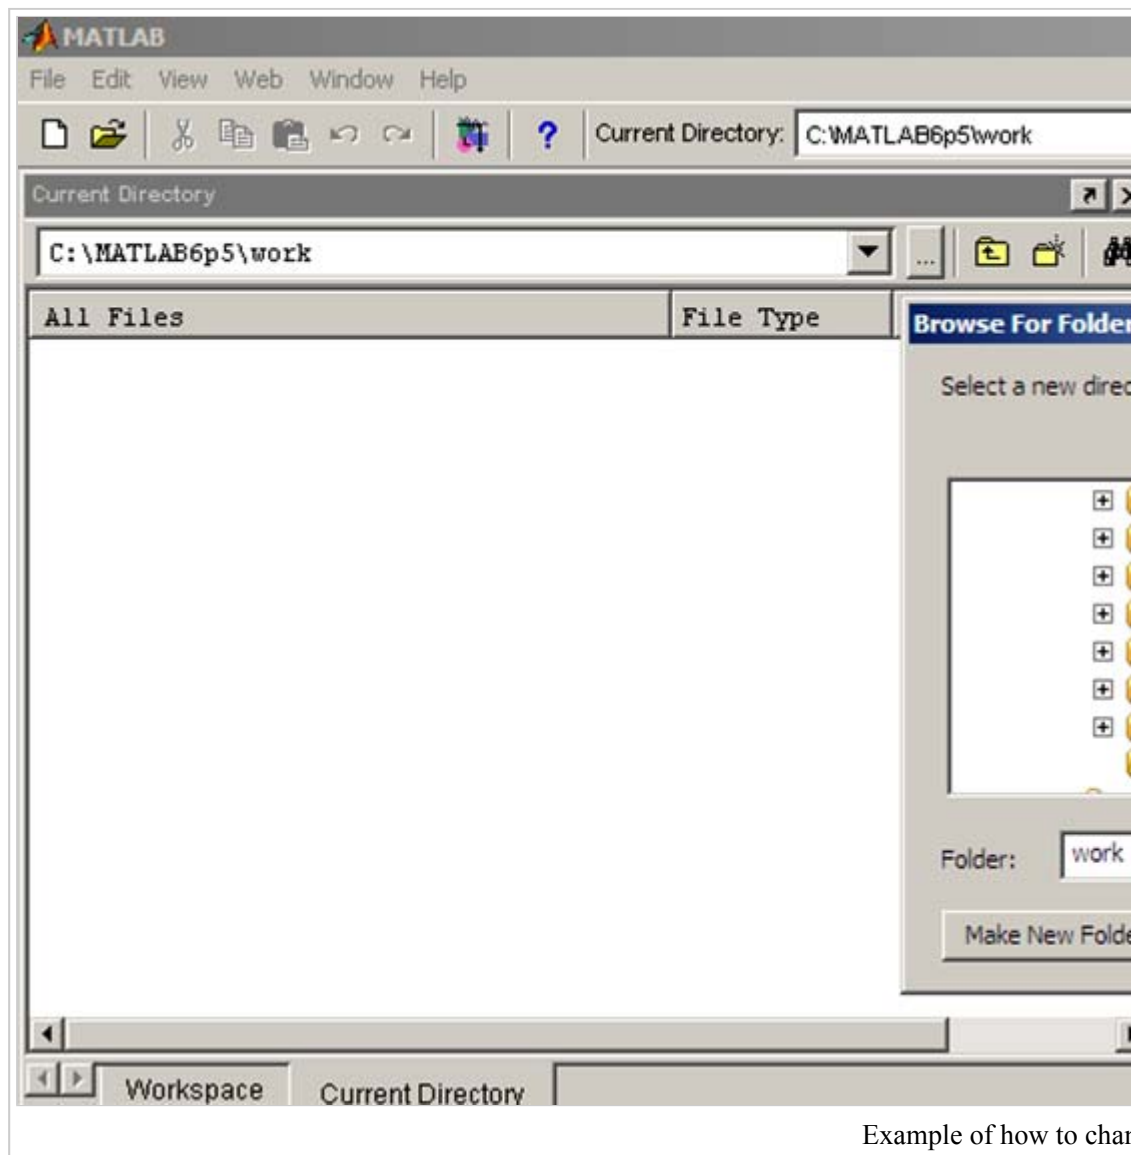 MATLAB
File Edit View Web Window Help
? Current Directory: C:\MATLAB6p5\work
Current Directory
C:\MATLAB6p5\work ...
All Files File Type
Browse For Folder
Select a new direc
Folder: work
Make New Folde
Workspace Current Directory
Example of how to char